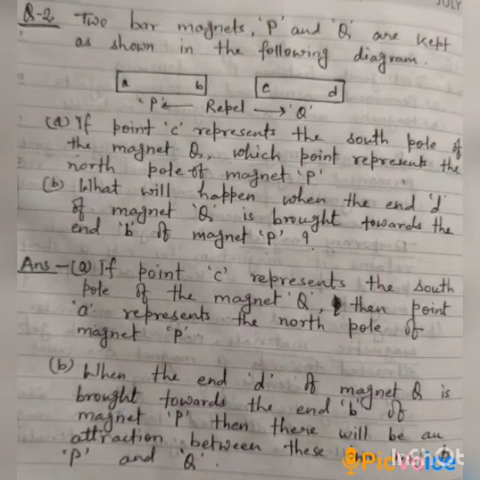 JULY
Q-2 Two bar magnets, 'P' and 'Q' are kept
as shown in the following diagram.
a b c d
'P' ← Repel → 'Q'
(a) If point 'c' represents the south pole of
the magnet Q, which point represents the
north pole of magnet 'P'
(b) What will happen when the end 'd'
of magnet 'Q' is brought towards the
end 'b' of magnet 'P' ?
Ans - (a) If point 'c' represents the south
pole of the magnet 'Q', then point
'a' represents the north pole of
magnet 'P'.
(b) When the end 'd' of magnet Q is
brought towards the end 'b' of
magnet 'P' then there will be an
attraction between these
'P' and 'Q'.
InShot
Picvoise